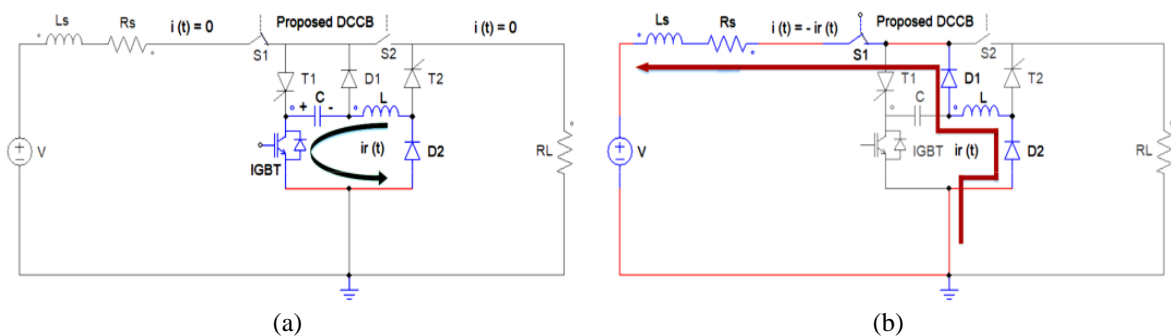 Proposed DCCB
Ls
Rs
i (t) = 0
i (t) = 0
S1
S2
T1
D1
T2
+ C -
L
V
IGBT
ir (t)
D2
RL
(a)
Proposed DCCB
Ls
Rs
i (t) = - ir (t)
S1
S2
T1
D1
T2
C
L
V
IGBT
ir (t)
D2
RL
(b)